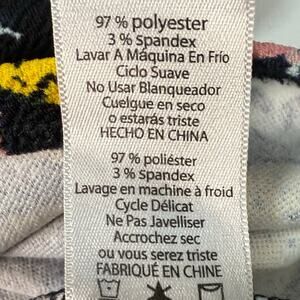 97 % polyester
3 % Spandex
Lavar A Máquina En Frío
Ciclo Suave
No Usar Blanqueador
Cuelgue en seco
o estarás triste
HECHO EN CHINA
97 % poliéster
3 % Spandex
Lavage en machine à froid
Cycle Délicat
Ne Pas Javelliser
Accrochez sec
ou vous serez triste
FABRIQUÉ EN CHINE